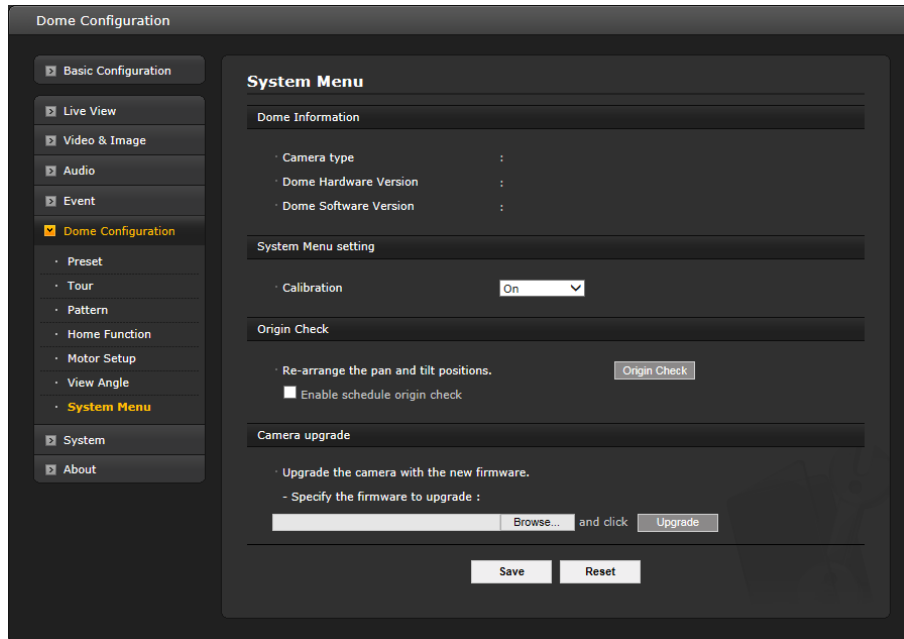 Dome Configuration
Basic Configuration
Live View
Video & Image
Audio
Event
Dome Configuration
· Preset
· Tour
· Pattern
· Home Function
· Motor Setup
· View Angle
· System Menu
System
About
System Menu
Dome Information
· Camera type :
· Dome Hardware Version :
· Dome Software Version :
System Menu setting
· Calibration On
Origin Check
· Re-arrange the pan and tilt positions. Origin Check
Enable schedule origin check
Camera upgrade
· Upgrade the camera with the new firmware.
- Specify the firmware to upgrade :
Browse... and click Upgrade
Save Reset